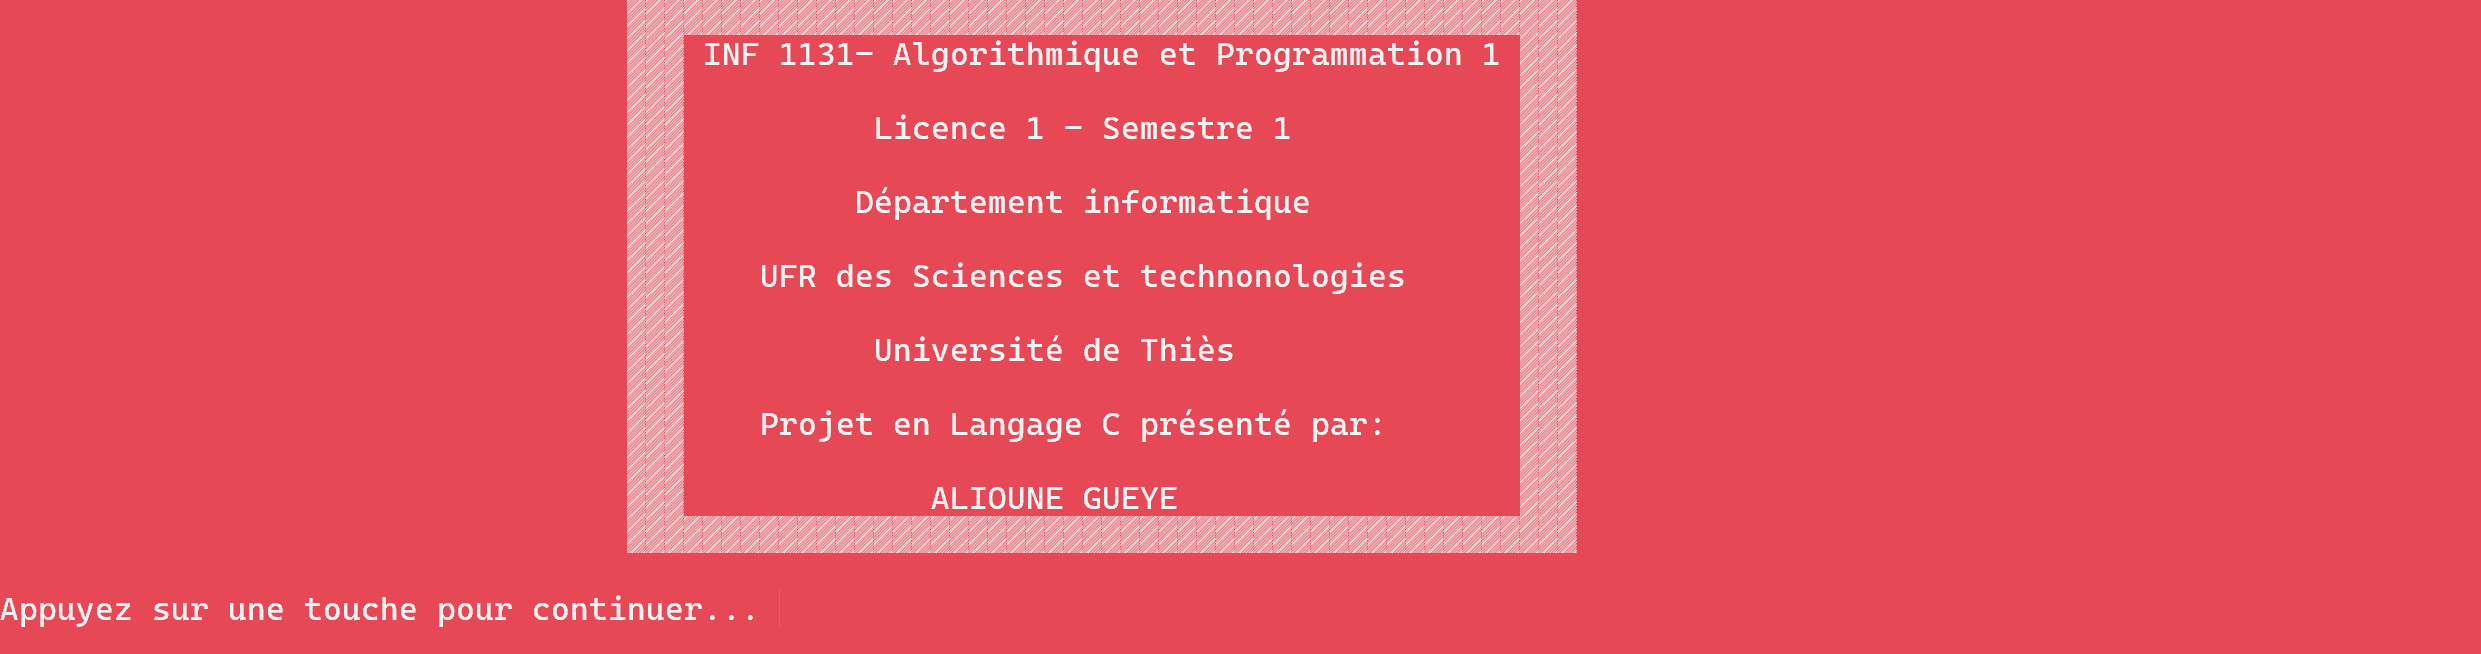 INF 1131- Algorithmique et Programmation 1
Licence 1 - Semestre 1
Département informatique
UFR des Sciences et technonologies
Université de Thiès
Projet en Langage C présenté par:
ALIOUNE GUEYE
Appuyez sur une touche pour continuer...